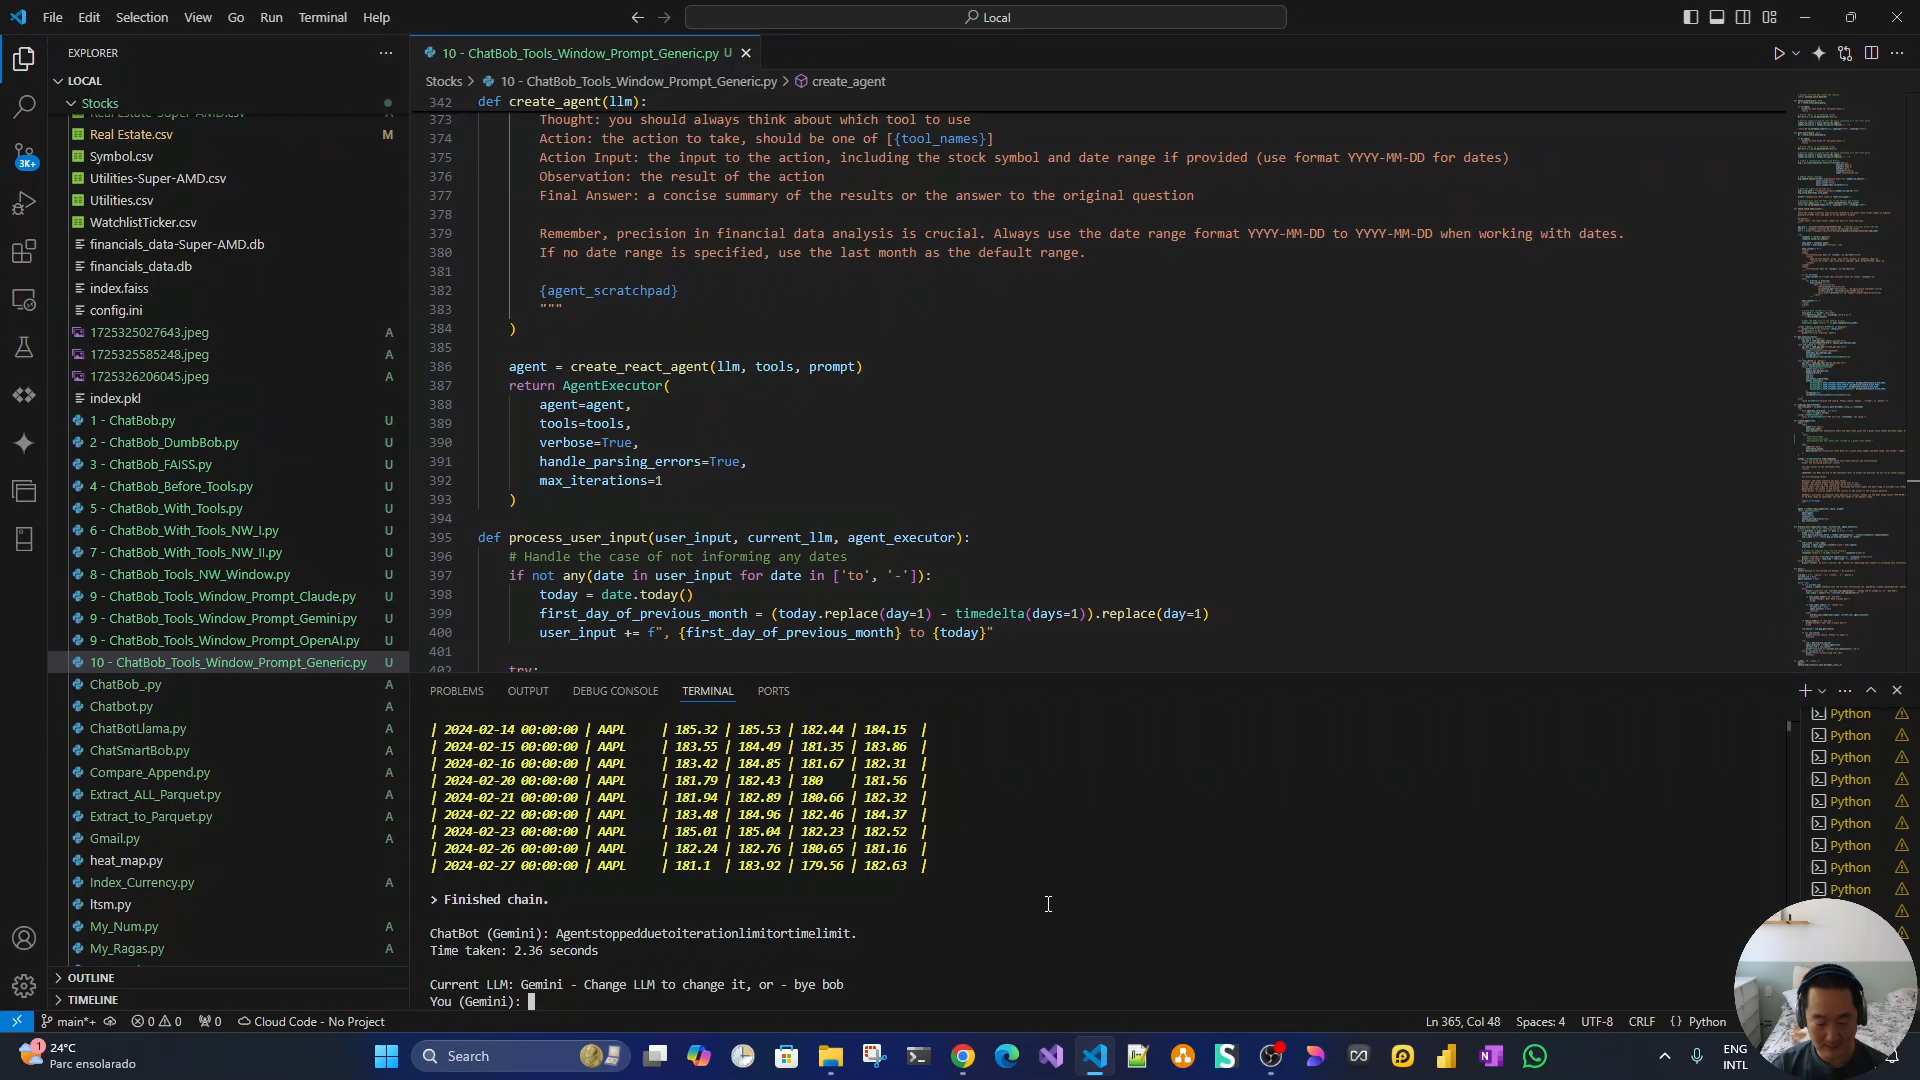 File Edit Selection View Go Run Terminal Help
Local
EXPLORER
LOCAL
Stocks
Real Estate-Super-AMD.csv
Real Estate.csv M
Symbol.csv
Utilities-Super-AMD.csv
Utilities.csv
WatchlistTicker.csv
financials_data-Super-AMD.db
financials_data.db
index.faiss
config.ini
1725325027643.jpeg A
1725325585248.jpeg A
1725326206045.jpeg A
index.pkl
1 - ChatBob.py U
2 - ChatBob_DumbBob.py U
3 - ChatBob_FAISS.py U
4 - ChatBob_Before_Tools.py U
5 - ChatBob_With_Tools.py U
6 - ChatBob_With_Tools_NW_I.py U
7 - ChatBob_With_Tools_NW_II.py U
8 - ChatBob_Tools_NW_Window.py U
9 - ChatBob_Tools_Window_Prompt_Claude.py U
9 - ChatBob_Tools_Window_Prompt_Gemini.py U
9 - ChatBob_Tools_Window_Prompt_OpenAI.py U
10 - ChatBob_Tools_Window_Prompt_Generic.py U
ChatBob_.py A
Chatbot.py A
ChatBotLlama.py A
ChatSmartBob.py A
Compare_Append.py A
Extract_ALL_Parquet.py A
Extract_to_Parquet.py A
Gmail.py A
heat_map.py
Index_Currency.py A
ltsm.py
My_Num.py A
My_Ragas.py A
OUTLINE
TIMELINE
3K+
10 - ChatBob_Tools_Window_Prompt_Generic.py U
Stocks > 10 - ChatBob_Tools_Window_Prompt_Generic.py > create_agent
342 def create_agent(llm):
373 Thought: you should always think about which tool to use
374 Action: the action to take, should be one of [{tool_names}]
375 Action Input: the input to the action, including the stock symbol and date range if provided (use format YYYY-MM-DD for dates)
376 Observation: the result of the action
377 Final Answer: a concise summary of the results or the answer to the original question
378
379 Remember, precision in financial data analysis is crucial. Always use the date range format YYYY-MM-DD to YYYY-MM-DD when working with dates.
380 If no date range is specified, use the last month as the default range.
381
382 {agent_scratchpad}
383 """
384 )
385
386 agent = create_react_agent(llm, tools, prompt)
387 return AgentExecutor(
388 agent=agent,
389 tools=tools,
390 verbose=True,
391 handle_parsing_errors=True,
392 max_iterations=1
393 )
394
395 def process_user_input(user_input, current_llm, agent_executor):
396 # Handle the case of not informing any dates
397 if not any(date in user_input for date in ['to', '-']):
398 today = date.today()
399 first_day_of_previous_month = (today.replace(day=1) - timedelta(days=1)).replace(day=1)
400 user_input += f", {first_day_of_previous_month} to {today}"
401
402 try:
PROBLEMS OUTPUT DEBUG CONSOLE TERMINAL PORTS
| 2024-02-14 00:00:00 | AAPL | 185.32 | 185.53 | 182.44 | 184.15 |
| 2024-02-15 00:00:00 | AAPL | 183.55 | 184.49 | 181.35 | 183.86 |
| 2024-02-16 00:00:00 | AAPL | 183.42 | 184.85 | 181.67 | 182.31 |
| 2024-02-20 00:00:00 | AAPL | 181.79 | 182.43 | 180 | 181.56 |
| 2024-02-21 00:00:00 | AAPL | 181.94 | 182.89 | 180.66 | 182.32 |
| 2024-02-22 00:00:00 | AAPL | 183.48 | 184.96 | 182.46 | 184.37 |
| 2024-02-23 00:00:00 | AAPL | 185.01 | 185.04 | 182.23 | 182.52 |
| 2024-02-26 00:00:00 | AAPL | 182.24 | 182.76 | 180.65 | 181.16 |
| 2024-02-27 00:00:00 | AAPL | 181.1 | 183.92 | 179.56 | 182.63 |
> Finished chain.
ChatBot (Gemini): Agentstoppedduetoiterationlimitortimelimit.
Time taken: 2.36 seconds
Current LLM: Gemini - Change LLM to change it, or - bye bob
You (Gemini):
Python
Python
Python
Python
Python
Python
Python
Python
Python
main*+ 0 0 0 Cloud Code - No Project
Ln 365, Col 48 Spaces: 4 UTF-8 CRLF { } Python
1 24°C
Parc ensolarado
Search
ENG
INTL